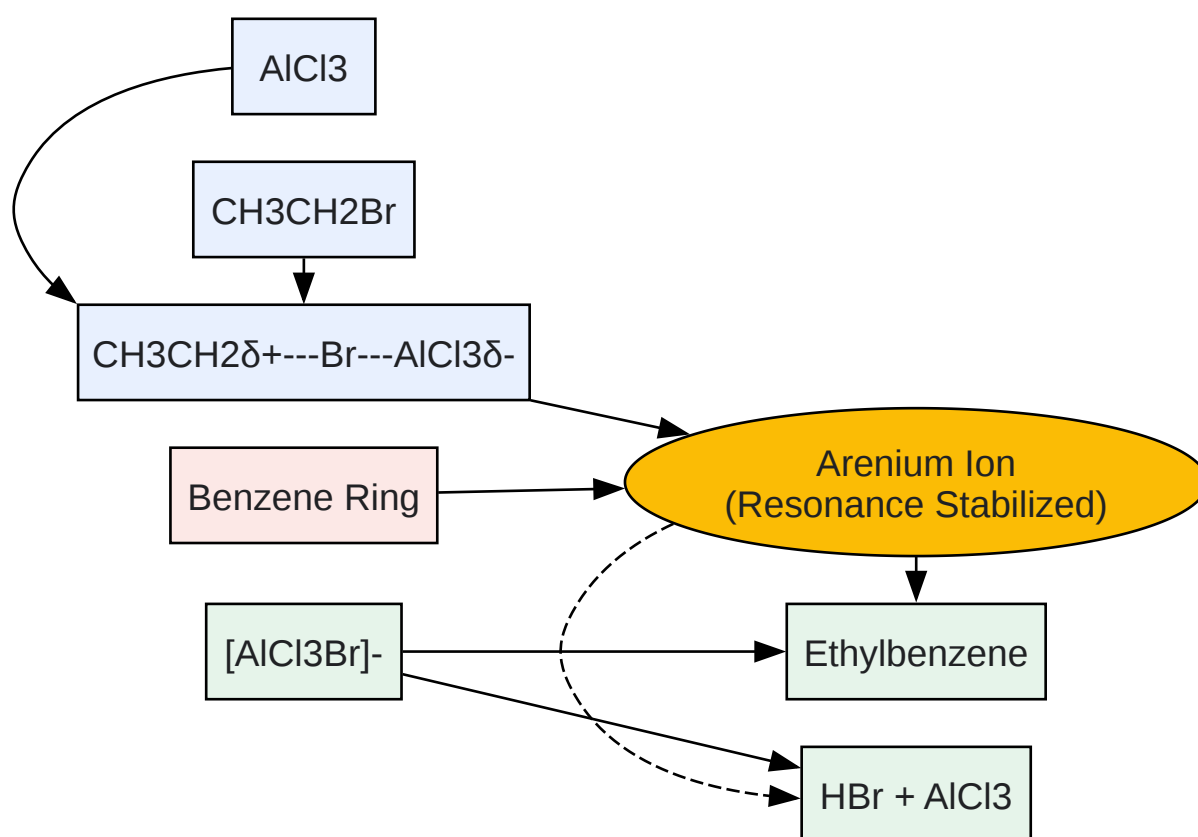 AlCl3
CH3CH2Br
CH3CH2δ+---Br---AlCl3δ-
Arenium Ion
(Resonance Stabilized)
Benzene Ring
[AlCl3Br]-
Ethylbenzene
HBr + AlCl3